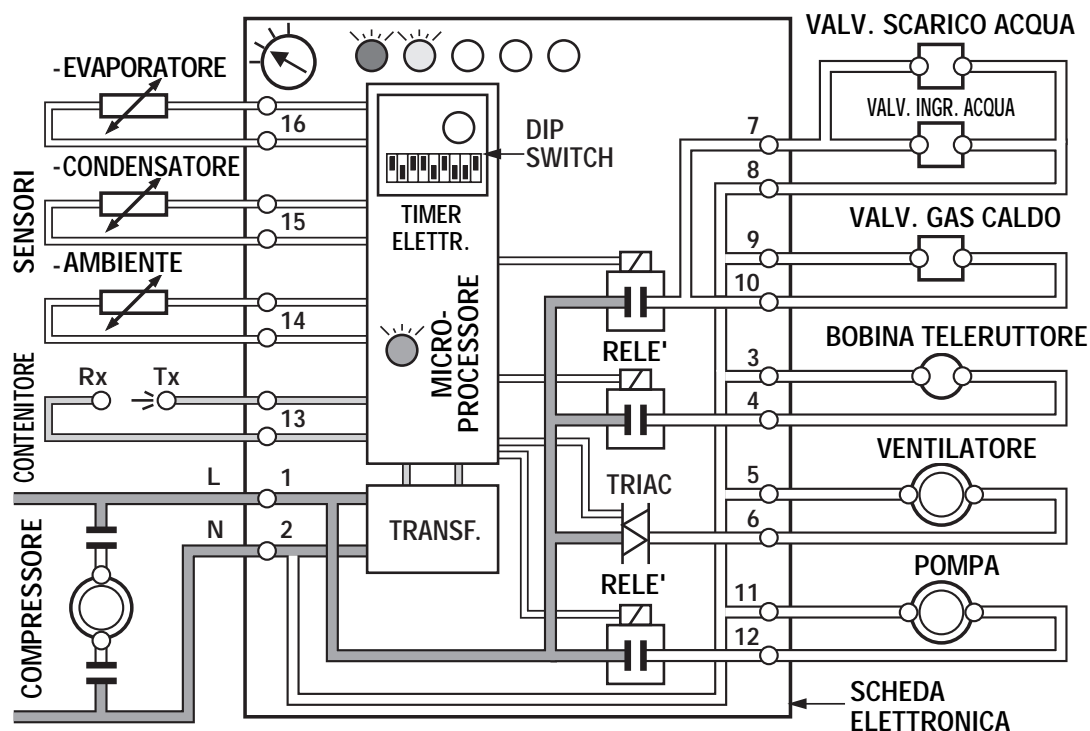 VALV. SCARICO ACQUA
-EVAPORATORE
16
VALV. INGR. ACQUA
7
DIP
SWITCH
8
-CONDENSATORE
15
SENSORI
TIMER
ELETTR.
VALV. GAS CALDO
9
10
-AMBIENTE
14
MICRO-
PROCESSORE
RELE'
BOBINA TELERUTTORE
3
4
CONTENITORE
Rx
Tx
13
VENTILATORE
5
6
L
1
N
2
TRIAC
TRANSF.
COMPRESSORE
RELE'
POMPA
11
12
SCHEDA
ELETTRONICA